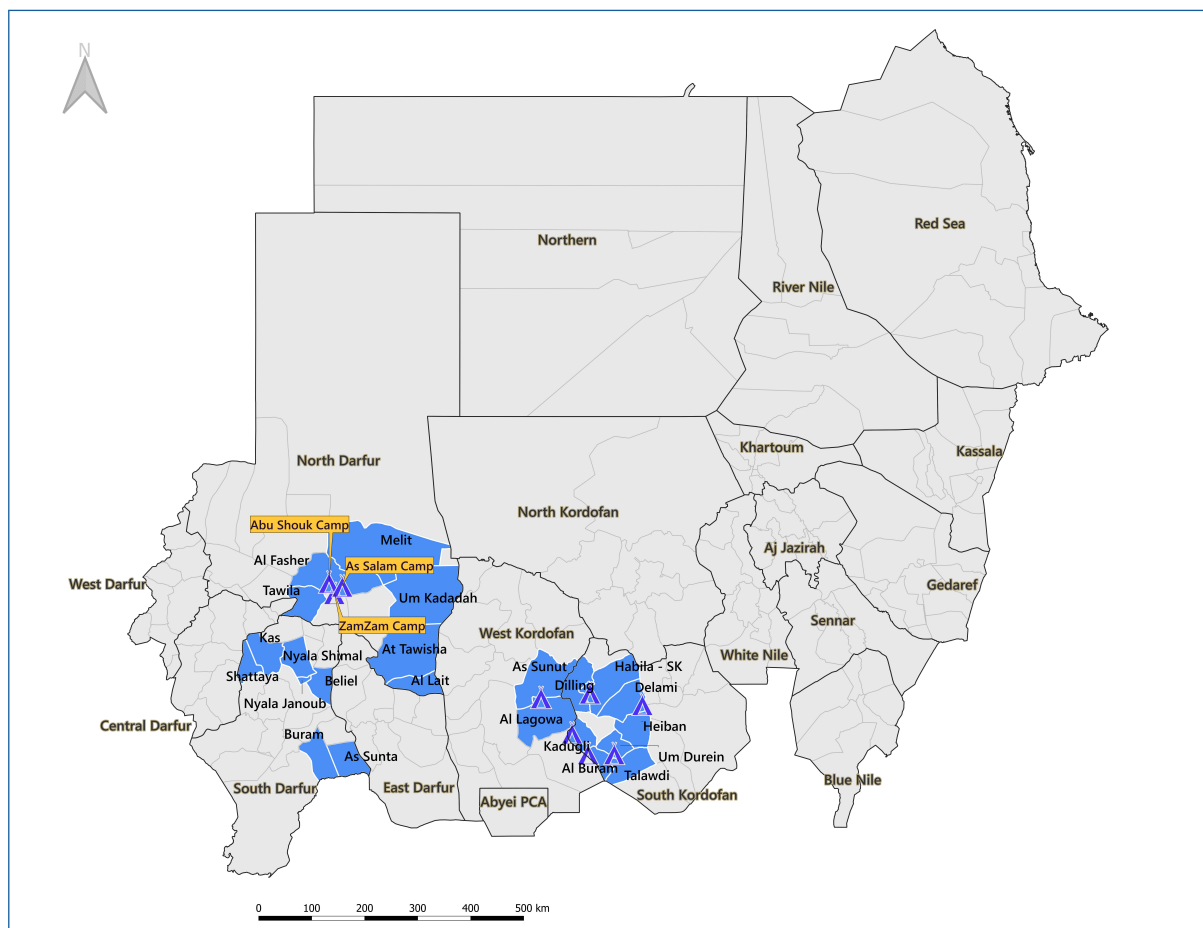 N
Red Sea
Northern
River Nile
Khartoum
Kassala
North Darfur
North Kordofan
Abu Shouk Camp
Melit
Aj Jazirah
Al Fasher
As Salam Camp
West Darfur
Tawila
Um Kadadah
Gedaref
Sennar
ZamZam Camp
West Kordofan
Kas
At Tawisha
Nyala Shimal
White Nile
As Sunut
Habila - SK
Shattaya
Beliel
Al Lait
Dilling
Delami
Nyala Janoub
Al Lagowa
Heiban
Central Darfur
Buram
Kadugli
As Sunta
Um Durein
Al Buram
Talawdi
Blue Nile
South Darfur
East Darfur
South Kordofan
Abyei PCA
0 100 200 300 400 500 km